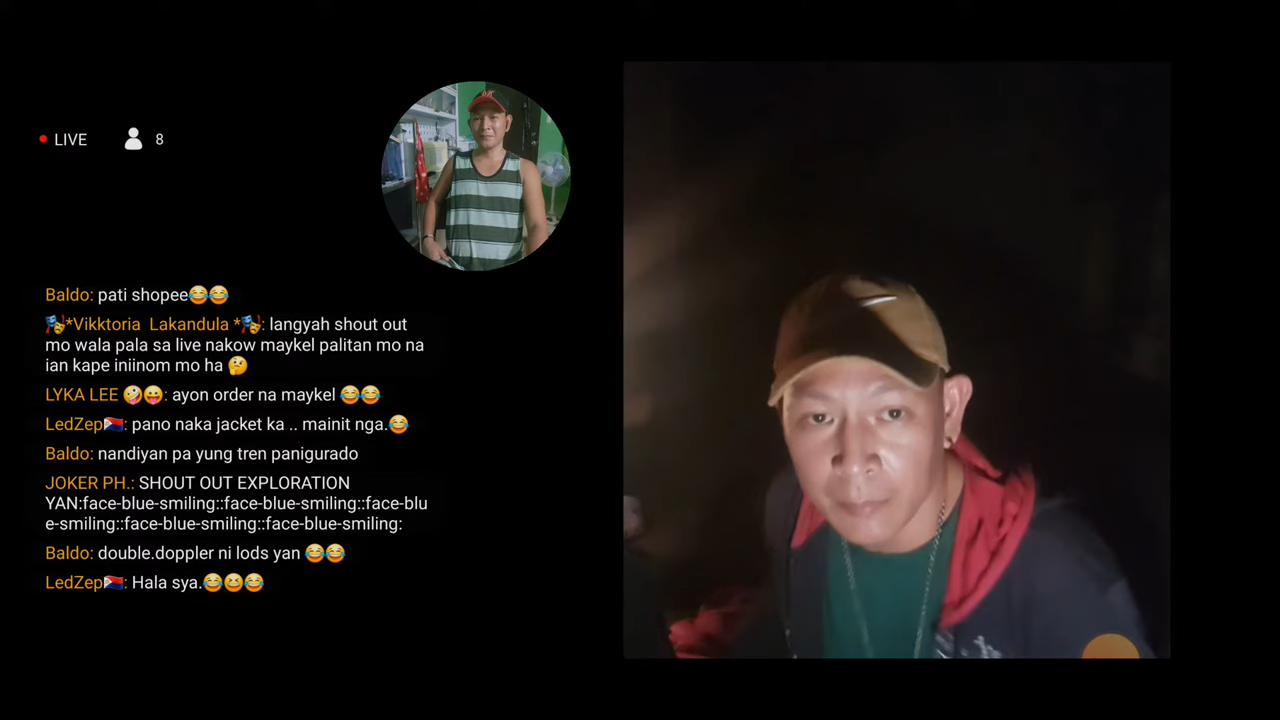 LIVE 8
Baldo: pati shopee😂😂
🎭*Vikktoria Lakandula *🎭: langyah shout out
mo wala pala sa live nakow maykel palitan mo na
ian kape iniinom mo ha 🤔
LYKA LEE 🤪😛: ayon order na maykel 😂😂
LedZep🇵🇭: pano naka jacket ka .. mainit nga.😂
Baldo: nandiyan pa yung tren panigurado
JOKER PH.: SHOUT OUT EXPLORATION
YAN:face-blue-smiling::face-blue-smiling::face-blu
e-smiling::face-blue-smiling::face-blue-smiling:
Baldo: double.doppler ni lods yan 😂😂
LedZep🇵🇭: Hala sya.😂😆😂